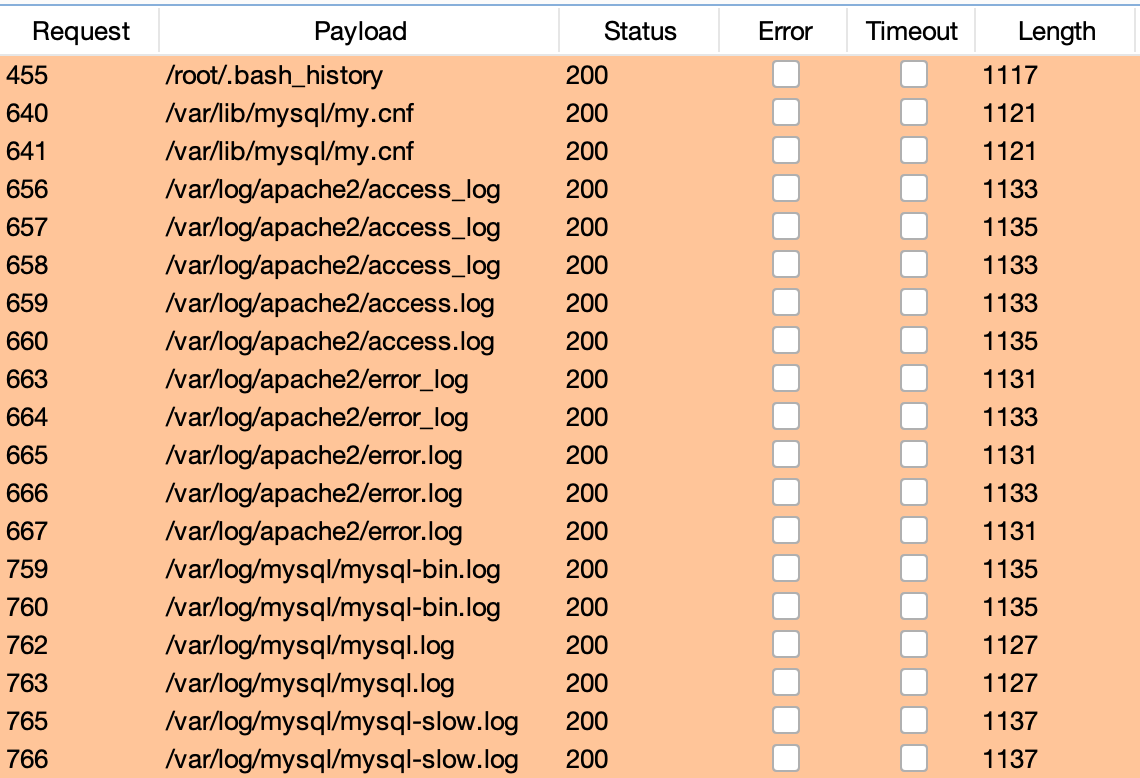 Request Payload Status Error Timeout Length
455 /root/.bash_history 200 1117
640 /var/lib/mysql/my.cnf 200 1121
641 /var/lib/mysql/my.cnf 200 1121
656 /var/log/apache2/access_log 200 1133
657 /var/log/apache2/access_log 200 1135
658 /var/log/apache2/access_log 200 1133
659 /var/log/apache2/access.log 200 1133
660 /var/log/apache2/access.log 200 1135
663 /var/log/apache2/error_log 200 1131
664 /var/log/apache2/error_log 200 1133
665 /var/log/apache2/error.log 200 1131
666 /var/log/apache2/error.log 200 1133
667 /var/log/apache2/error.log 200 1131
759 /var/log/mysql/mysql-bin.log 200 1135
760 /var/log/mysql/mysql-bin.log 200 1135
762 /var/log/mysql/mysql.log 200 1127
763 /var/log/mysql/mysql.log 200 1127
765 /var/log/mysql/mysql-slow.log 200 1137
766 /var/log/mysql/mysql-slow.log 200 1137